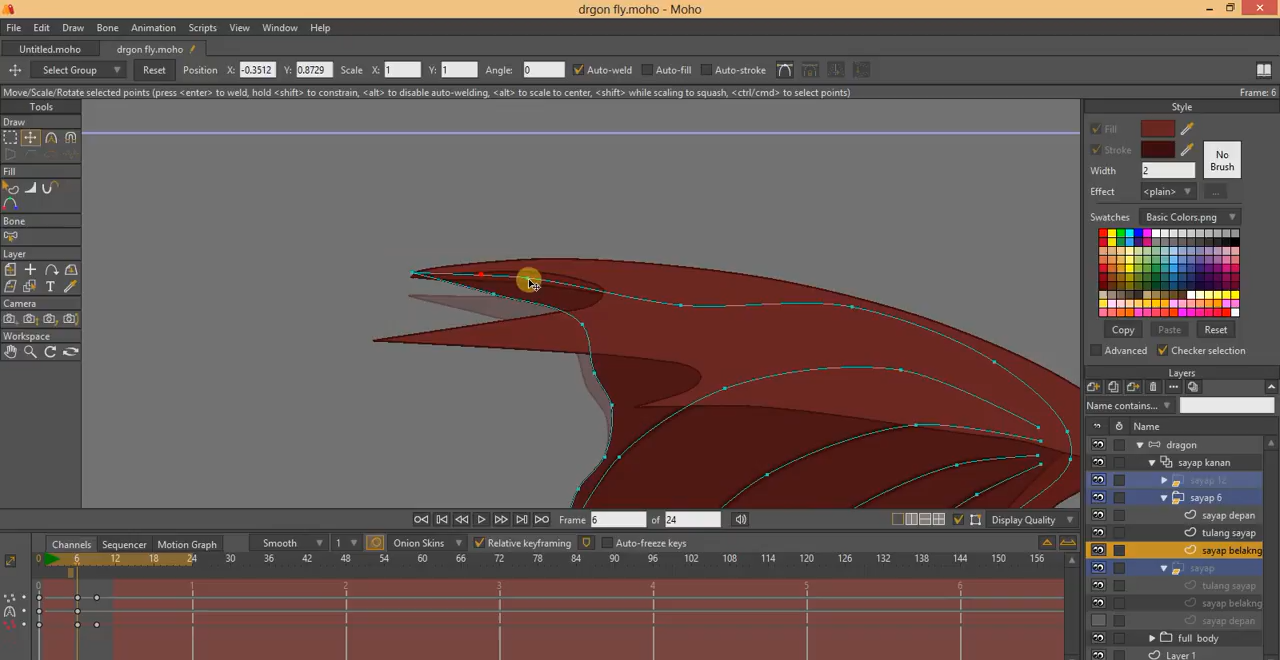 drgon fly.moho - Moho
File Edit Draw Bone Animation Scripts View Window Help
Untitled.moho drgon fly.moho
Select Group Reset Position X: -0.3512 Y: 0.8729 Scale X: 1 Y: 1 Angle: 0 Auto-weld Auto-fill Auto-stroke
Move/Scale/Rotate selected points (press <enter> to weld, hold <shift> to constrain, <alt> to disable auto-welding, <alt> to scale to center, <shift> while scaling to squash, <ctrl/cmd> to select points) Frame: 6
Tools
Draw
Fill
Bone
Layer
Camera
Workspace
Style
Fill
Stroke
No Brush
Width 2
Effect <plain> ...
Swatches Basic Colors.png
Copy Paste Reset
Advanced Checker selection
Layers
Name contains...
Name
dragon
sayap kanan
sayap 12
sayap 6
sayap depan
tulang sayap
sayap belakng
sayap
tulang sayap
sayap belakng
sayap depan
full body
Layer 1
Frame 6 of 24 Display Quality
Channels Sequencer Motion Graph Smooth 1 Onion Skins Relative keyframing Auto-freeze keys
0 6 12 18 24 30 36 42 48 54 60 66 72 78 84 90 96 102 108 114 120 126 132 138 144 150 156
0 1 2 3 4 5 6